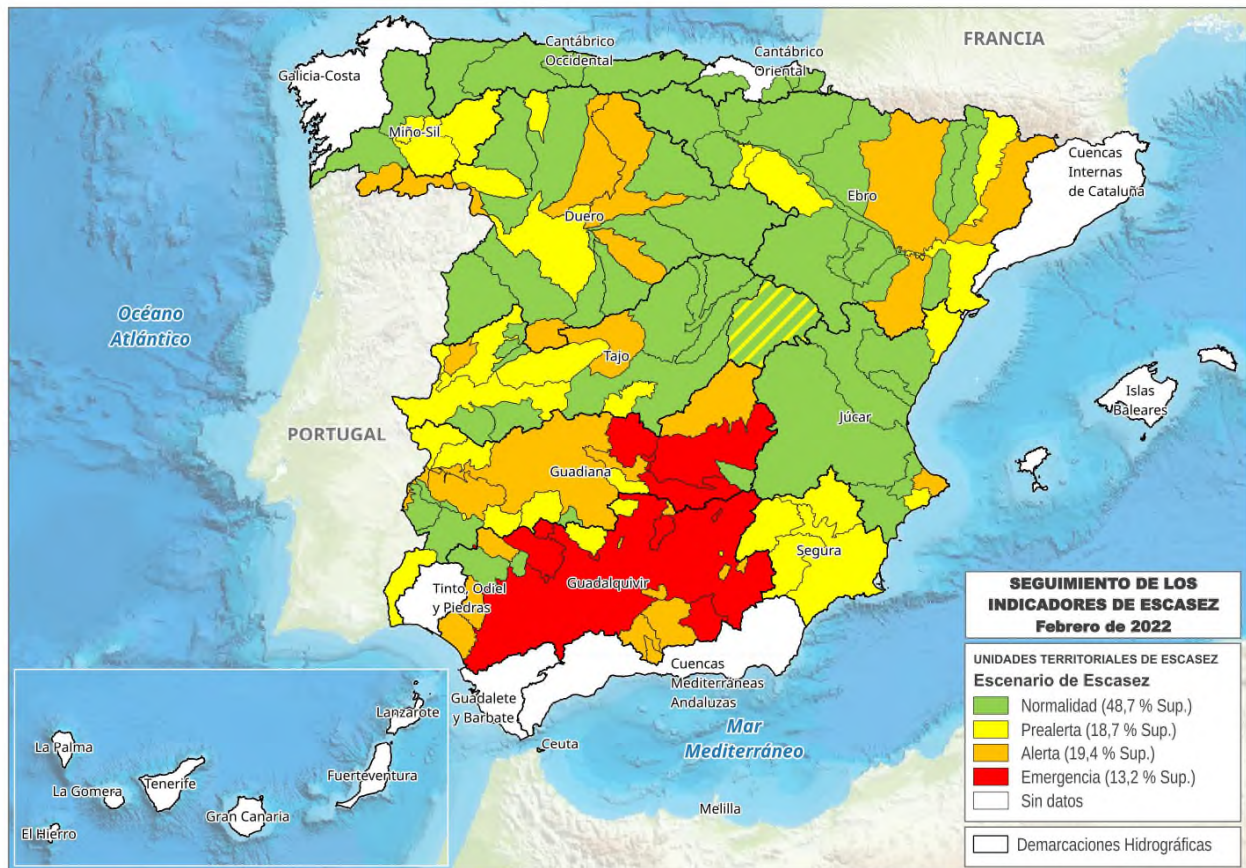 FRANCIA
Cantábrico
Occidental
Cantábrico
Oriental
Galicia-Costa
Miño-Sil
Cuencas
Internas
de Cataluña
Ebro
Duero
Océano
Atlántico
Tajo
Islas
Baleares
Júcar
PORTUGAL
Guadiana
Segura
Guadalquivir
Tinto, Odiel
y Piedras
Cuencas
Mediterráneas
Andaluzas
Guadalete
y Barbate
Mar
Mediterráneo
Ceuta
Melilla
Lanzarote
La Palma
Fuerteventura
Tenerife
La Gomera
Gran Canaria
El Hierro
SEGUIMIENTO DE LOS
INDICADORES DE ESCASEZ
Febrero de 2022
UNIDADES TERRITORIALES DE ESCASEZ
Escenario de Escasez
Normalidad (48,7 % Sup.)
Prealerta (18,7 % Sup.)
Alerta (19,4 % Sup.)
Emergencia (13,2 % Sup.)
Sin datos
Demarcaciones Hidrográficas